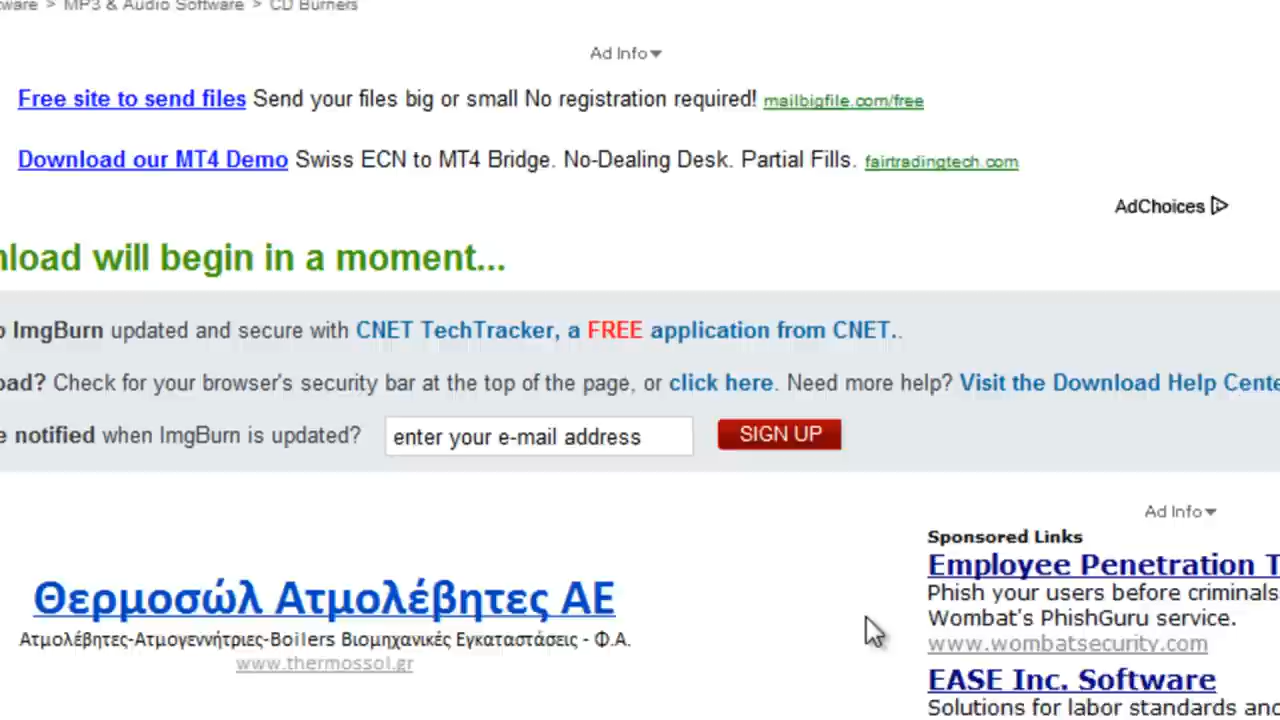 ware > MP3 & Audio Software > CD Burners
Ad Info
Free site to send files Send your files big or small No registration required! mailbigfile.com/free
Download our MT4 Demo Swiss ECN to MT4 Bridge. No-Dealing Desk. Partial Fills. fairtradingtech.com
AdChoices
nload will begin in a moment...
p ImgBurn updated and secure with CNET TechTracker, a FREE application from CNET..
oad? Check for your browser's security bar at the top of the page, or click here. Need more help? Visit the Download Help Cente
e notified when ImgBurn is updated? enter your e-mail address SIGN UP
Ad Info
Sponsored Links
Employee Penetration T
Phish your users before criminals
Wombat's PhishGuru service.
www.wombatsecurity.com
EASE Inc. Software
Solutions for labor standards and
Θερμοσώλ Ατμολέβητες ΑΕ
Ατμολέβητες-Ατμογεννήτριες-Boilers Βιομηχανικές Εγκαταστάσεις - Φ.Α.
www.thermossol.gr